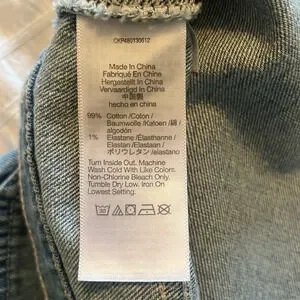 CKP480130612
Made In China
Fabriqué En Chine
Hergestellt In China
Vervaardigd In China
中国製
hecho en china
99% Cotton /Coton /
Baumwolle /Katoen /綿 /
algodón
1% Elastane /Élasthanne /
Elastan /Elastaan /
ポリウレタン /elastano
Turn Inside Out. Machine
Wash Cold With Like Colors.
Non-Chlorine Bleach Only.
Tumble Dry Low. Iron On
Lowest Setting.